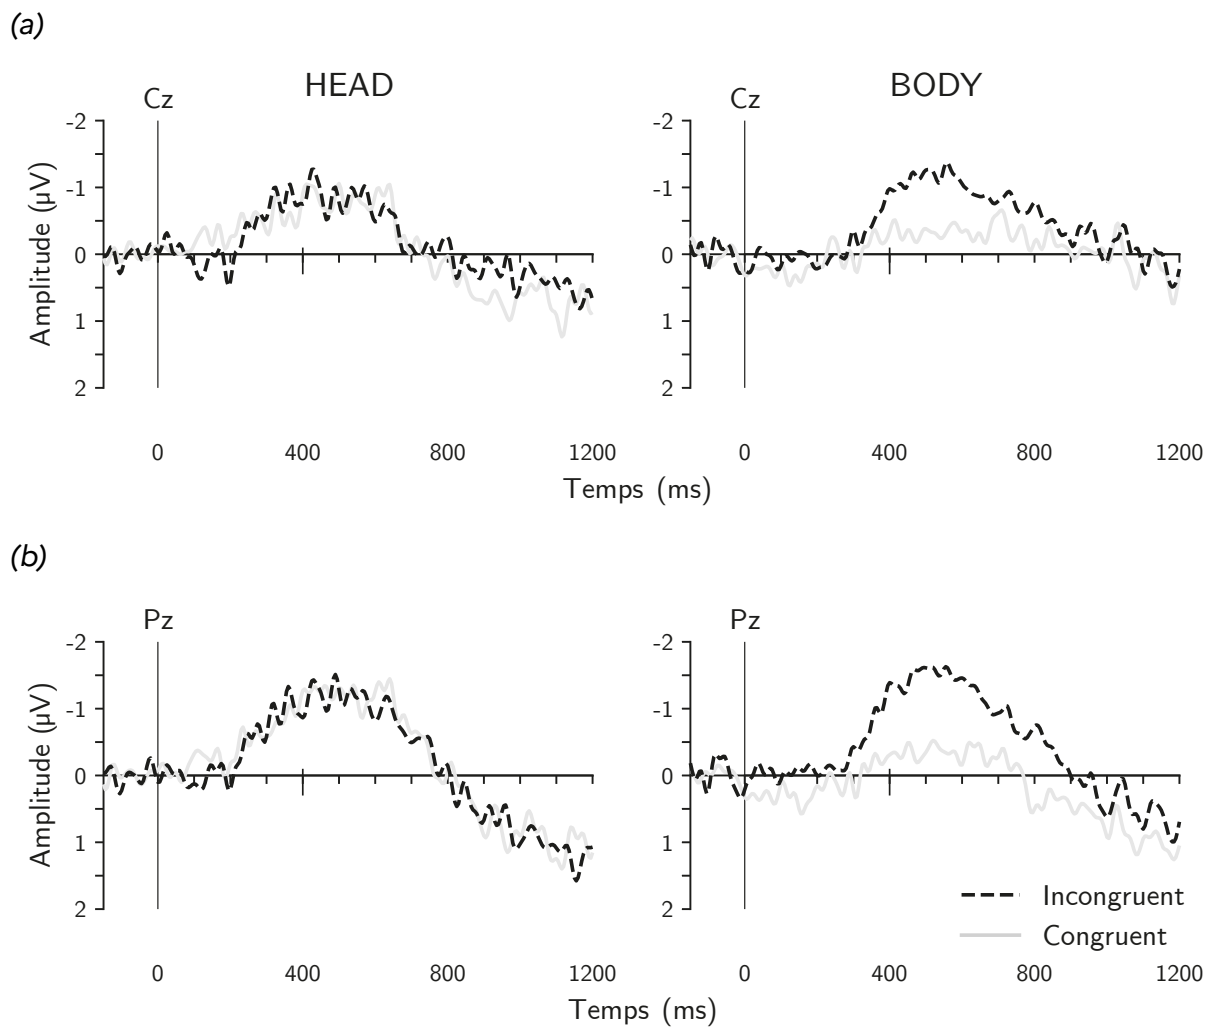 (a)
HEAD BODY
Cz Cz
-2 -2
-1 -1
0 0
1 1
2 2
Amplitude (µV)
0 400 800 1200 0 400 800 1200
Temps (ms)
(b)
Pz Pz
-2 -2
-1 -1
0 0
1 1
2 2
Amplitude (µV)
Incongruent
Congruent
0 400 800 1200 0 400 800 1200
Temps (ms)